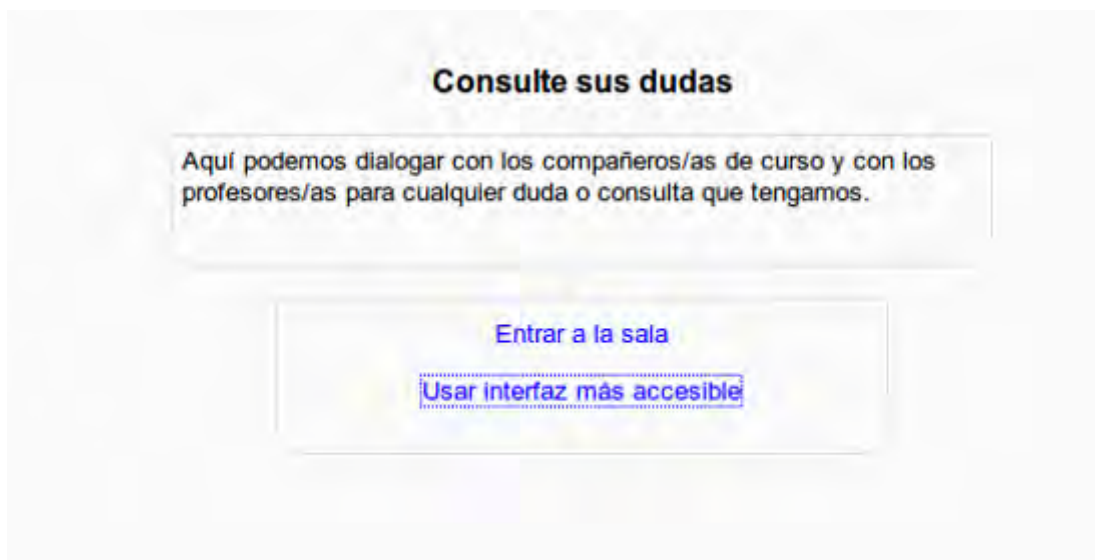 Consulte sus dudas
Aquí podemos dialogar con los compañeros/as de curso y con los
profesores/as para cualquier duda o consulta que tengamos.
Entrar a la sala
Usar interfaz más accesible